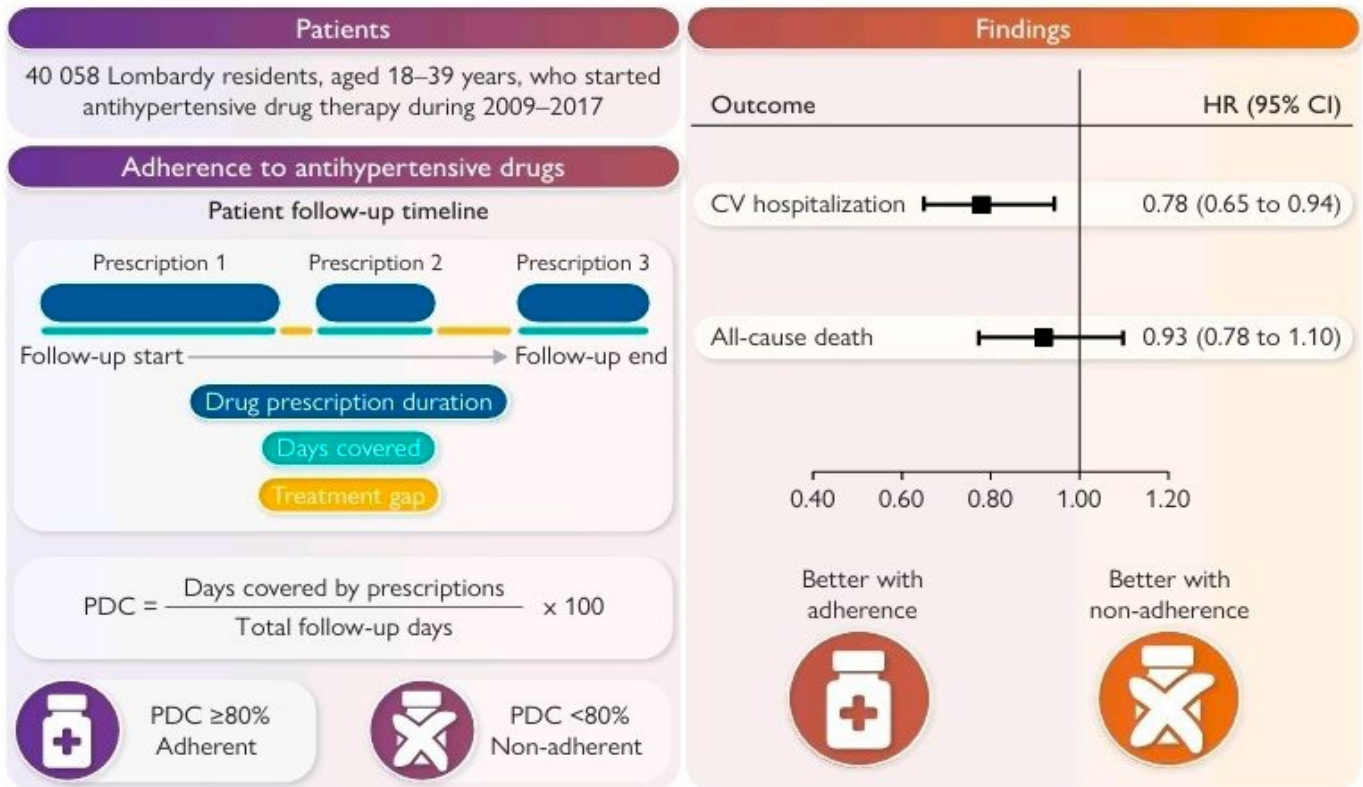 Patients
40 058 Lombardy residents, aged 18–39 years, who started
antihypertensive drug therapy during 2009–2017
Adherence to antihypertensive drugs
Patient follow-up timeline
Prescription 1 Prescription 2 Prescription 3
Follow-up start Follow-up end
Drug prescription duration
Days covered
Treatment gap
PDC = Days covered by prescriptions x 100
Total follow-up days
PDC ≥80%
Adherent
PDC <80%
Non-adherent
Findings
Outcome HR (95% CI)
CV hospitalization 0.78 (0.65 to 0.94)
All-cause death 0.93 (0.78 to 1.10)
0.40 0.60 0.80 1.00 1.20
Better with
adherence
Better with
non-adherence